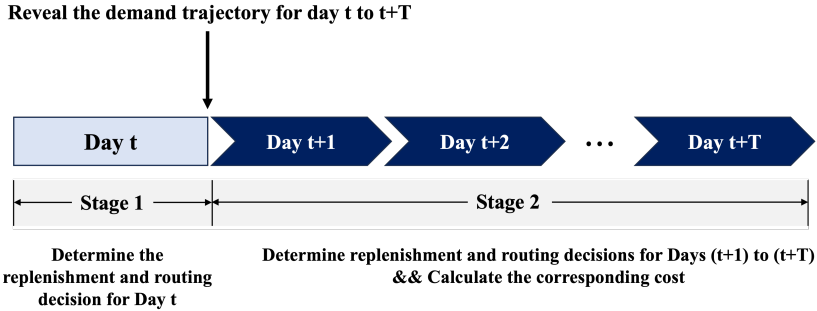 Reveal the demand trajectory for day t to t+T
Day t
Day t+1
Day t+2
...
Day t+T
Stage 1
Stage 2
Determine the
replenishment and routing
decision for Day t
Determine replenishment and routing decisions for Days (t+1) to (t+T)
&& Calculate the corresponding cost